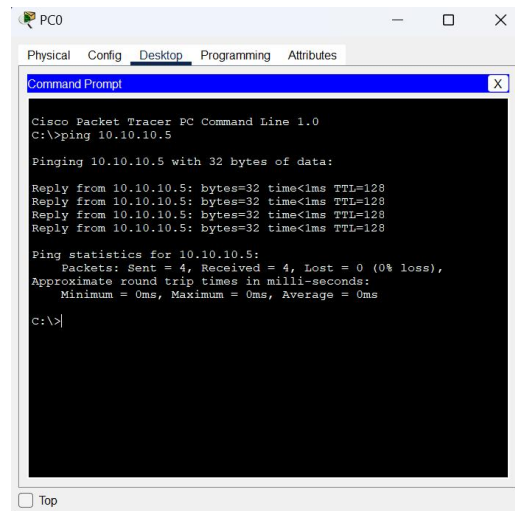 PC0
Physical Config Desktop Programming Attributes
Command Prompt
X
Cisco Packet Tracer PC Command Line 1.0
C:\>ping 10.10.10.5
Pinging 10.10.10.5 with 32 bytes of data:
Reply from 10.10.10.5: bytes=32 time<1ms TTL=128
Reply from 10.10.10.5: bytes=32 time<1ms TTL=128
Reply from 10.10.10.5: bytes=32 time<1ms TTL=128
Reply from 10.10.10.5: bytes=32 time<1ms TTL=128
Ping statistics for 10.10.10.5:
Packets: Sent = 4, Received = 4, Lost = 0 (0% loss),
Approximate round trip times in milli-seconds:
Minimum = 0ms, Maximum = 0ms, Average = 0ms
C:\>
Top